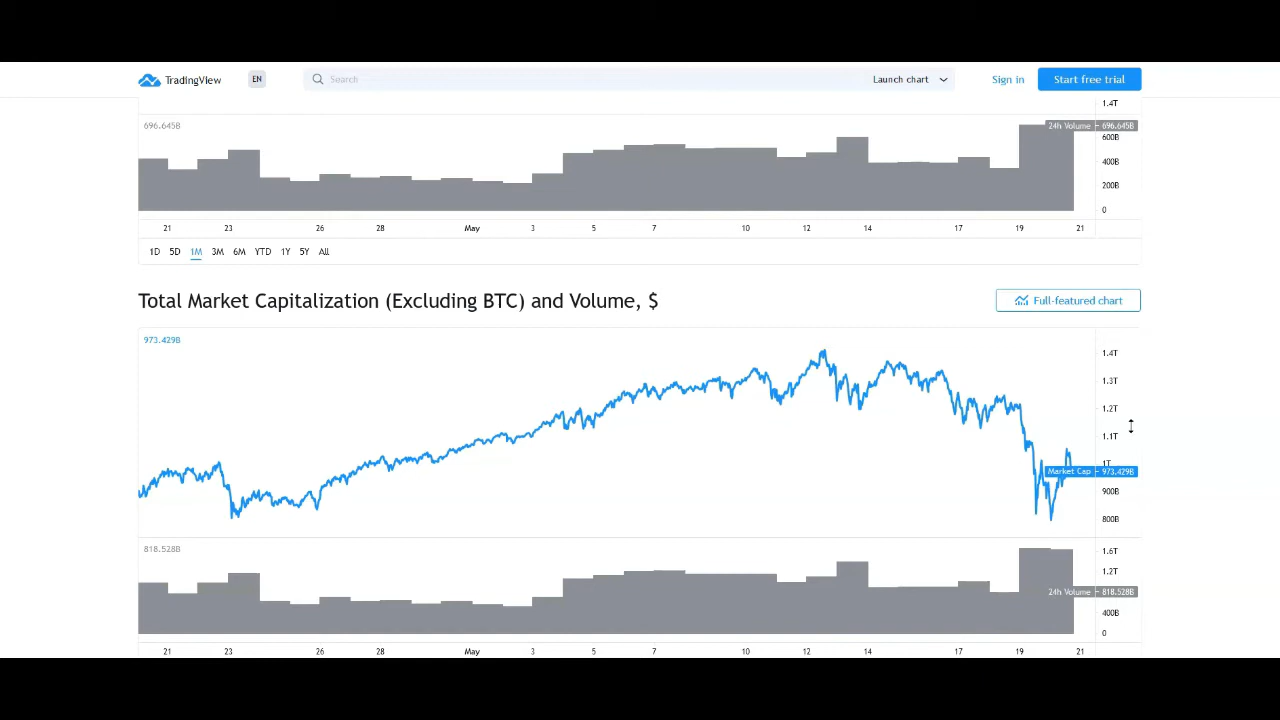 TradingView EN Search Launch chart Sign in Start free trial
1.4T
696.645B 24h Volume 696.645B
600B
400B
200B
0
21 23 26 28 May 3 5 7 10 12 14 17 19 21
1D 5D 1M 3M 6M YTD 1Y 5Y All
Total Market Capitalization (Excluding BTC) and Volume, $ Full-featured chart
973.429B
1.4T
1.3T
1.2T
1.1T
1T
Market Cap 973.429B
900B
800B
818.528B 1.6T
1.2T
24h Volume 818.528B
400B
0
21 23 26 28 May 3 5 7 10 12 14 17 19 21